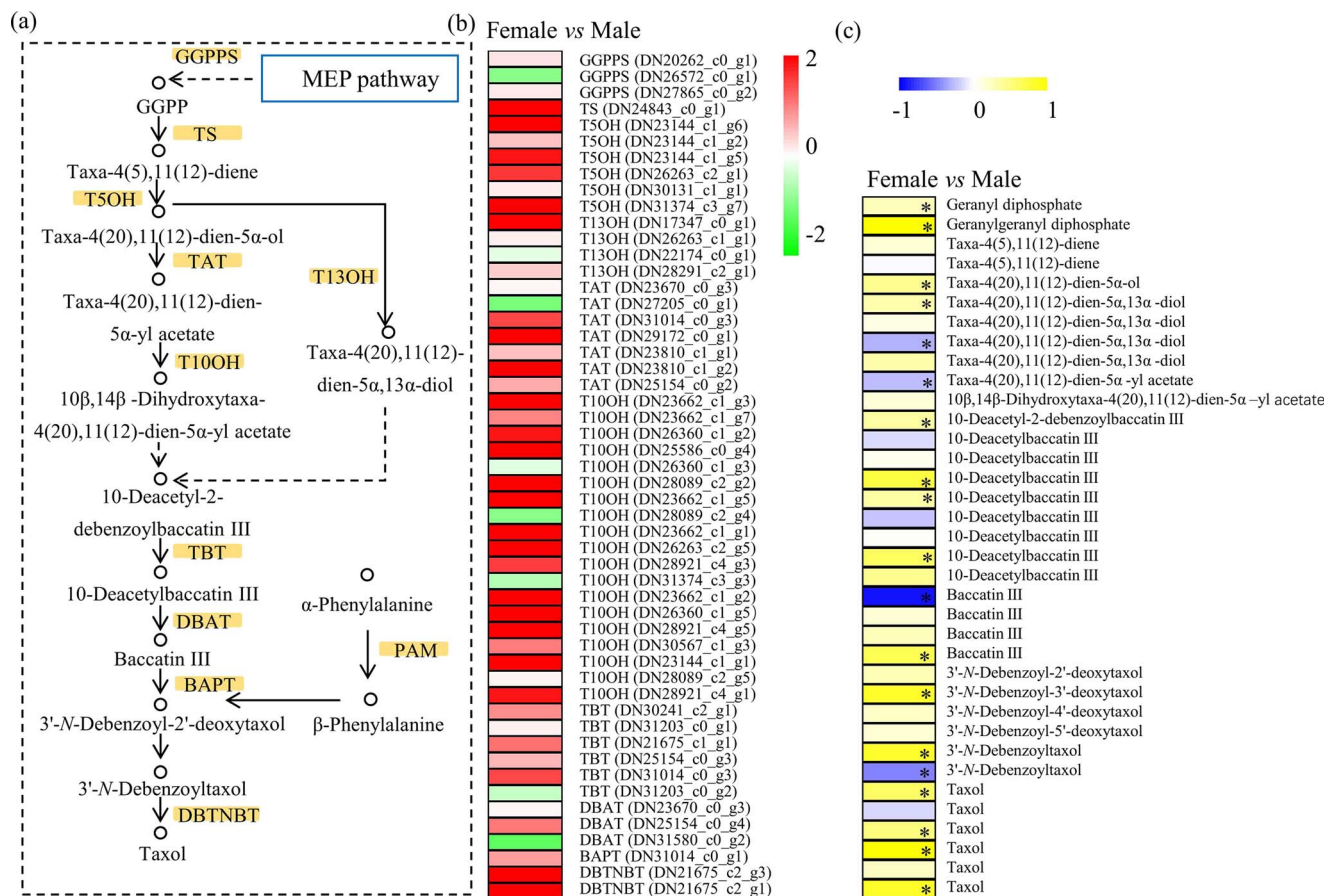 (a)
GGPPS
MEP pathway
GGPP
TS
Taxa-4(5),11(12)-diene
T5OH
Taxa-4(20),11(12)-dien-5α-ol
TAT
T13OH
Taxa-4(20),11(12)-dien-
5α-yl acetate
T10OH
Taxa-4(20),11(12)-
dien-5α,13α-diol
10β,14β -Dihydroxytaxa-
4(20),11(12)-dien-5α-yl acetate
10-Deacetyl-2-
debenzoylbaccatin III
TBT
10-Deacetylbaccatin III
α-Phenylalanine
DBAT
PAM
Baccatin III
BAPT
3'-N-Debenzoyl-2'-deoxytaxol
β-Phenylalanine
3'-N-Debenzoyltaxol
DBTNBT
Taxol
(b)
Female vs Male
2
0
-2
GGPPS (DN20262_c0_g1)
GGPPS (DN26572_c0_g1)
GGPPS (DN27865_c0_g2)
TS (DN24843_c0_g1)
T5OH (DN23144_c1_g6)
T5OH (DN23144_c1_g2)
T5OH (DN23144_c1_g5)
T5OH (DN26263_c2_g1)
T5OH (DN30131_c1_g1)
T5OH (DN31374_c3_g7)
T13OH (DN17347_c0_g1)
T13OH (DN26263_c1_g1)
T13OH (DN22174_c0_g1)
T13OH (DN28291_c2_g1)
TAT (DN23670_c0_g3)
TAT (DN27205_c0_g1)
TAT (DN31014_c0_g3)
TAT (DN29172_c0_g1)
TAT (DN23810_c1_g1)
TAT (DN23810_c1_g2)
TAT (DN25154_c0_g2)
T10OH (DN23662_c1_g3)
T10OH (DN23662_c1_g7)
T10OH (DN26360_c1_g2)
T10OH (DN25586_c0_g4)
T10OH (DN26360_c1_g3)
T10OH (DN28089_c2_g2)
T10OH (DN23662_c1_g5)
T10OH (DN28089_c2_g4)
T10OH (DN23662_c1_g1)
T10OH (DN26263_c2_g5)
T10OH (DN28921_c4_g3)
T10OH (DN31374_c3_g3)
T10OH (DN23662_c1_g2)
T10OH (DN26360_c1_g5)
T10OH (DN28921_c4_g5)
T10OH (DN30567_c1_g3)
T10OH (DN23144_c1_g1)
T10OH (DN28089_c2_g5)
T10OH (DN28921_c4_g1)
TBT (DN30241_c2_g1)
TBT (DN31203_c0_g1)
TBT (DN21675_c1_g1)
TBT (DN25154_c0_g3)
TBT (DN31014_c0_g3)
TBT (DN31203_c0_g2)
DBAT (DN23670_c0_g3)
DBAT (DN25154_c0_g4)
DBAT (DN31580_c0_g2)
BAPT (DN31014_c0_g1)
DBTNBT (DN21675_c2_g3)
DBTNBT (DN21675_c2_g1)
(c)
-1 0 1
Female vs Male
* Geranyl diphosphate
* Geranylgeranyl diphosphate
Taxa-4(5),11(12)-diene
Taxa-4(5),11(12)-diene
* Taxa-4(20),11(12)-dien-5α-ol
* Taxa-4(20),11(12)-dien-5α,13α -diol
Taxa-4(20),11(12)-dien-5α,13α -diol
* Taxa-4(20),11(12)-dien-5α,13α -diol
Taxa-4(20),11(12)-dien-5α,13α -diol
* Taxa-4(20),11(12)-dien-5α -yl acetate
10β,14β-Dihydroxytaxa-4(20),11(12)-dien-5α –yl acetate
* 10-Deacetyl-2-debenzoylbaccatin III
10-Deacetylbaccatin III
10-Deacetylbaccatin III
* 10-Deacetylbaccatin III
* 10-Deacetylbaccatin III
10-Deacetylbaccatin III
10-Deacetylbaccatin III
* 10-Deacetylbaccatin III
10-Deacetylbaccatin III
* Baccatin III
Baccatin III
Baccatin III
* Baccatin III
3'-N-Debenzoyl-2'-deoxytaxol
* 3'-N-Debenzoyl-3'-deoxytaxol
3'-N-Debenzoyl-4'-deoxytaxol
3'-N-Debenzoyl-5'-deoxytaxol
* 3'-N-Debenzoyltaxol
* 3'-N-Debenzoyltaxol
* Taxol
Taxol
* Taxol
* Taxol
Taxol
* Taxol